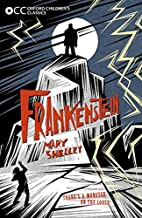 OCC OXFORD CHILDREN'S
CLASSICS
FRANKENSTEIN
MARY
SHELLEY
THERE'S A MONSTER
ON THE LOOSE